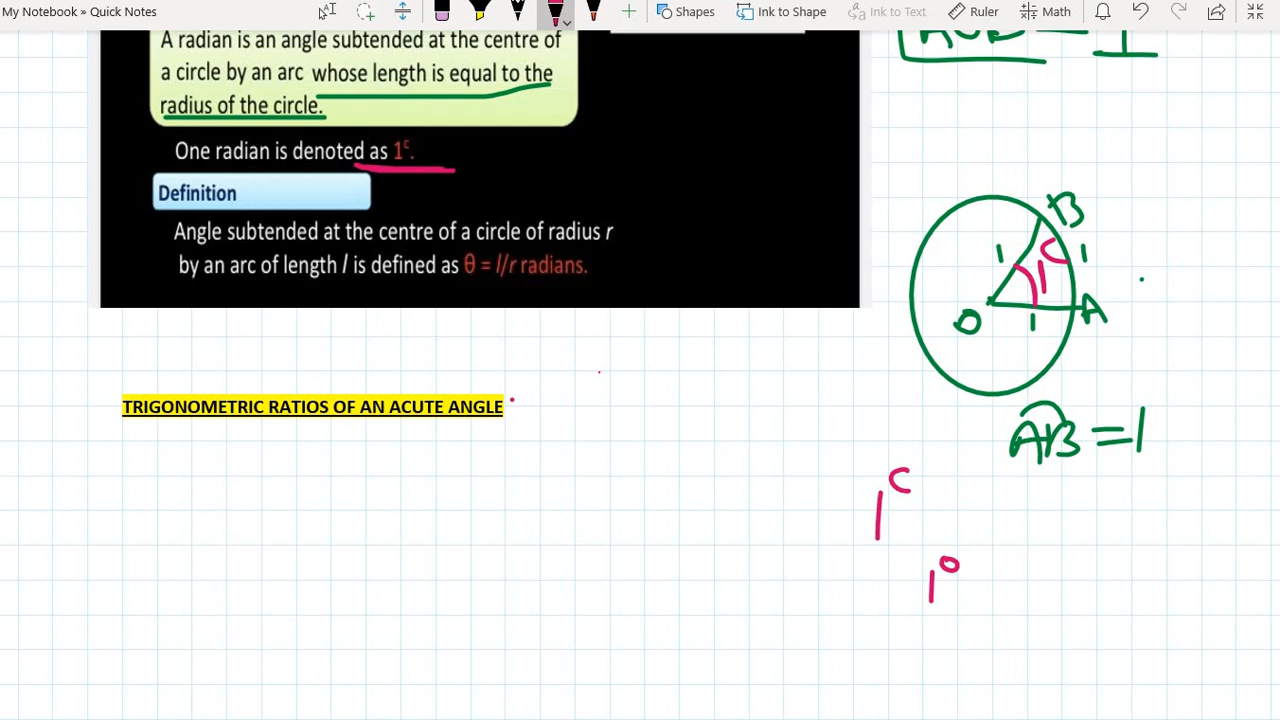 My Notebook » Quick Notes
Shapes
Ink to Shape
Ink to Text
Ruler
Math
A radian is an angle subtended at the centre of
a circle by an arc whose length is equal to the
radius of the circle.
One radian is denoted as 1ᶜ.
Definition
Angle subtended at the centre of a circle of radius r
by an arc of length l is defined as θ = l/r radians.
B
1
1ᶜ
1
O
1
A
AB = 1
1ᶜ
1°
TRIGONOMETRIC RATIOS OF AN ACUTE ANGLE